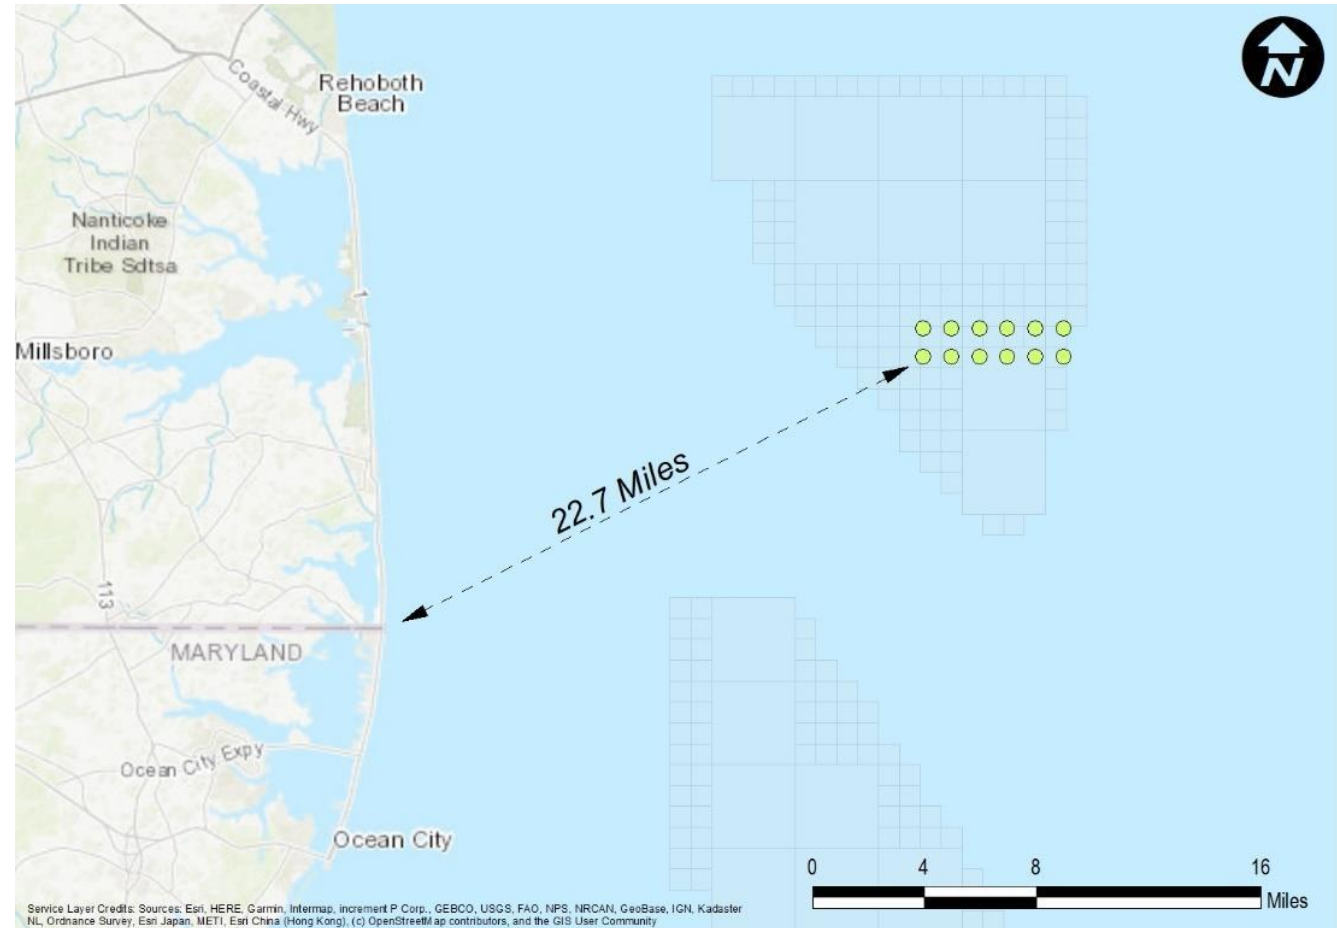 N
Rehoboth
Beach
Coastal Hwy
Nanticoke
Indian
Tribe Sdtsa
1
Millsboro
22.7 Miles
113
MARYLAND
Ocean City Expy
Ocean City
0 4 8 16
Miles
Service Layer Credits: Sources: Esri, HERE, Garmin, Intermap, increment P Corp., GEBCO, USGS, FAO, NPS, NRCAN, GeoBase, IGN, Kadaster
NL, Ordnance Survey, Esri Japan, METI, Esri China (Hong Kong), (c) OpenStreetMap contributors, and the GIS User Community